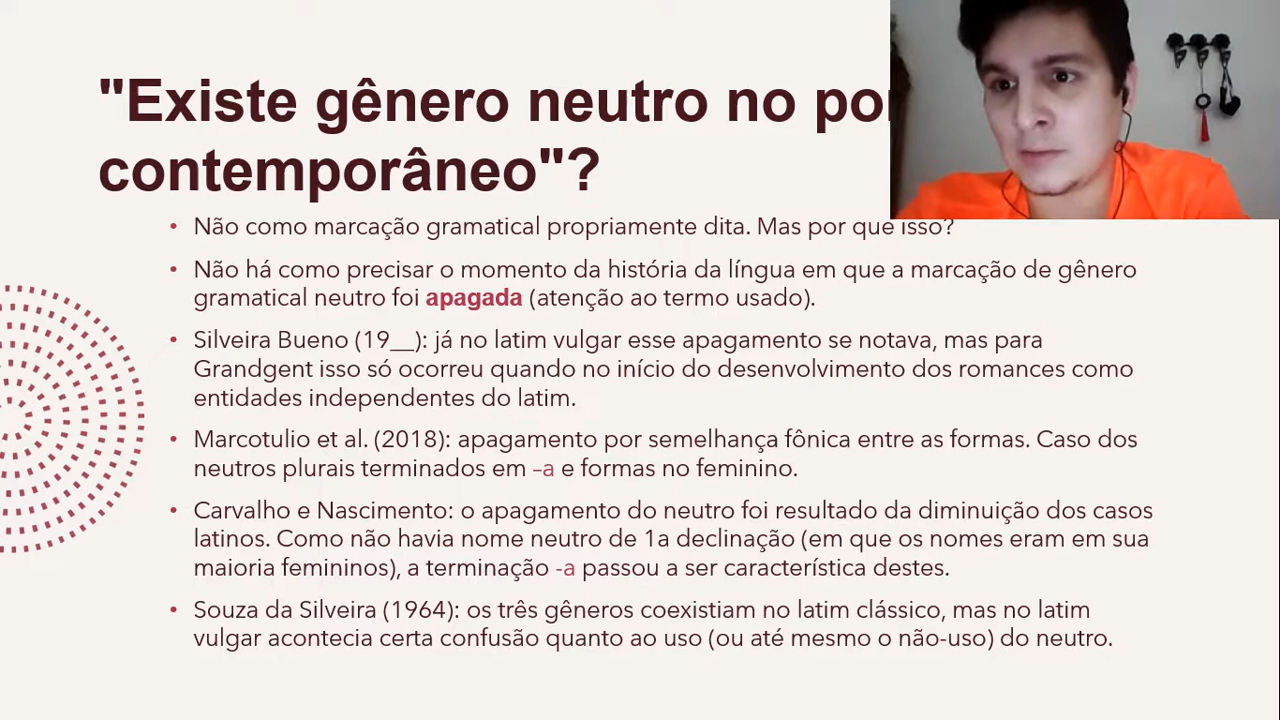 "Existe gênero neutro no
contemporâneo"?
• Não como marcação gramatical propriamente dita. Mas por que isso?
• Não há como precisar o momento da história da língua em que a marcação de gênero
gramatical neutro foi apagada (atenção ao termo usado).
• Silveira Bueno (19__): já no latim vulgar esse apagamento se notava, mas para
Grandgent isso só ocorreu quando no início do desenvolvimento dos romances como
entidades independentes do latim.
• Marcotulio et al. (2018): apagamento por semelhança fônica entre as formas. Caso dos
neutros plurais terminados em –a e formas no feminino.
• Carvalho e Nascimento: o apagamento do neutro foi resultado da diminuição dos casos
latinos. Como não havia nome neutro de 1a declinação (em que os nomes eram em sua
maioria femininos), a terminação -a passou a ser característica destes.
• Souza da Silveira (1964): os três gêneros coexistiam no latim clássico, mas no latim
vulgar acontecia certa confusão quanto ao uso (ou até mesmo o não-uso) do neutro.